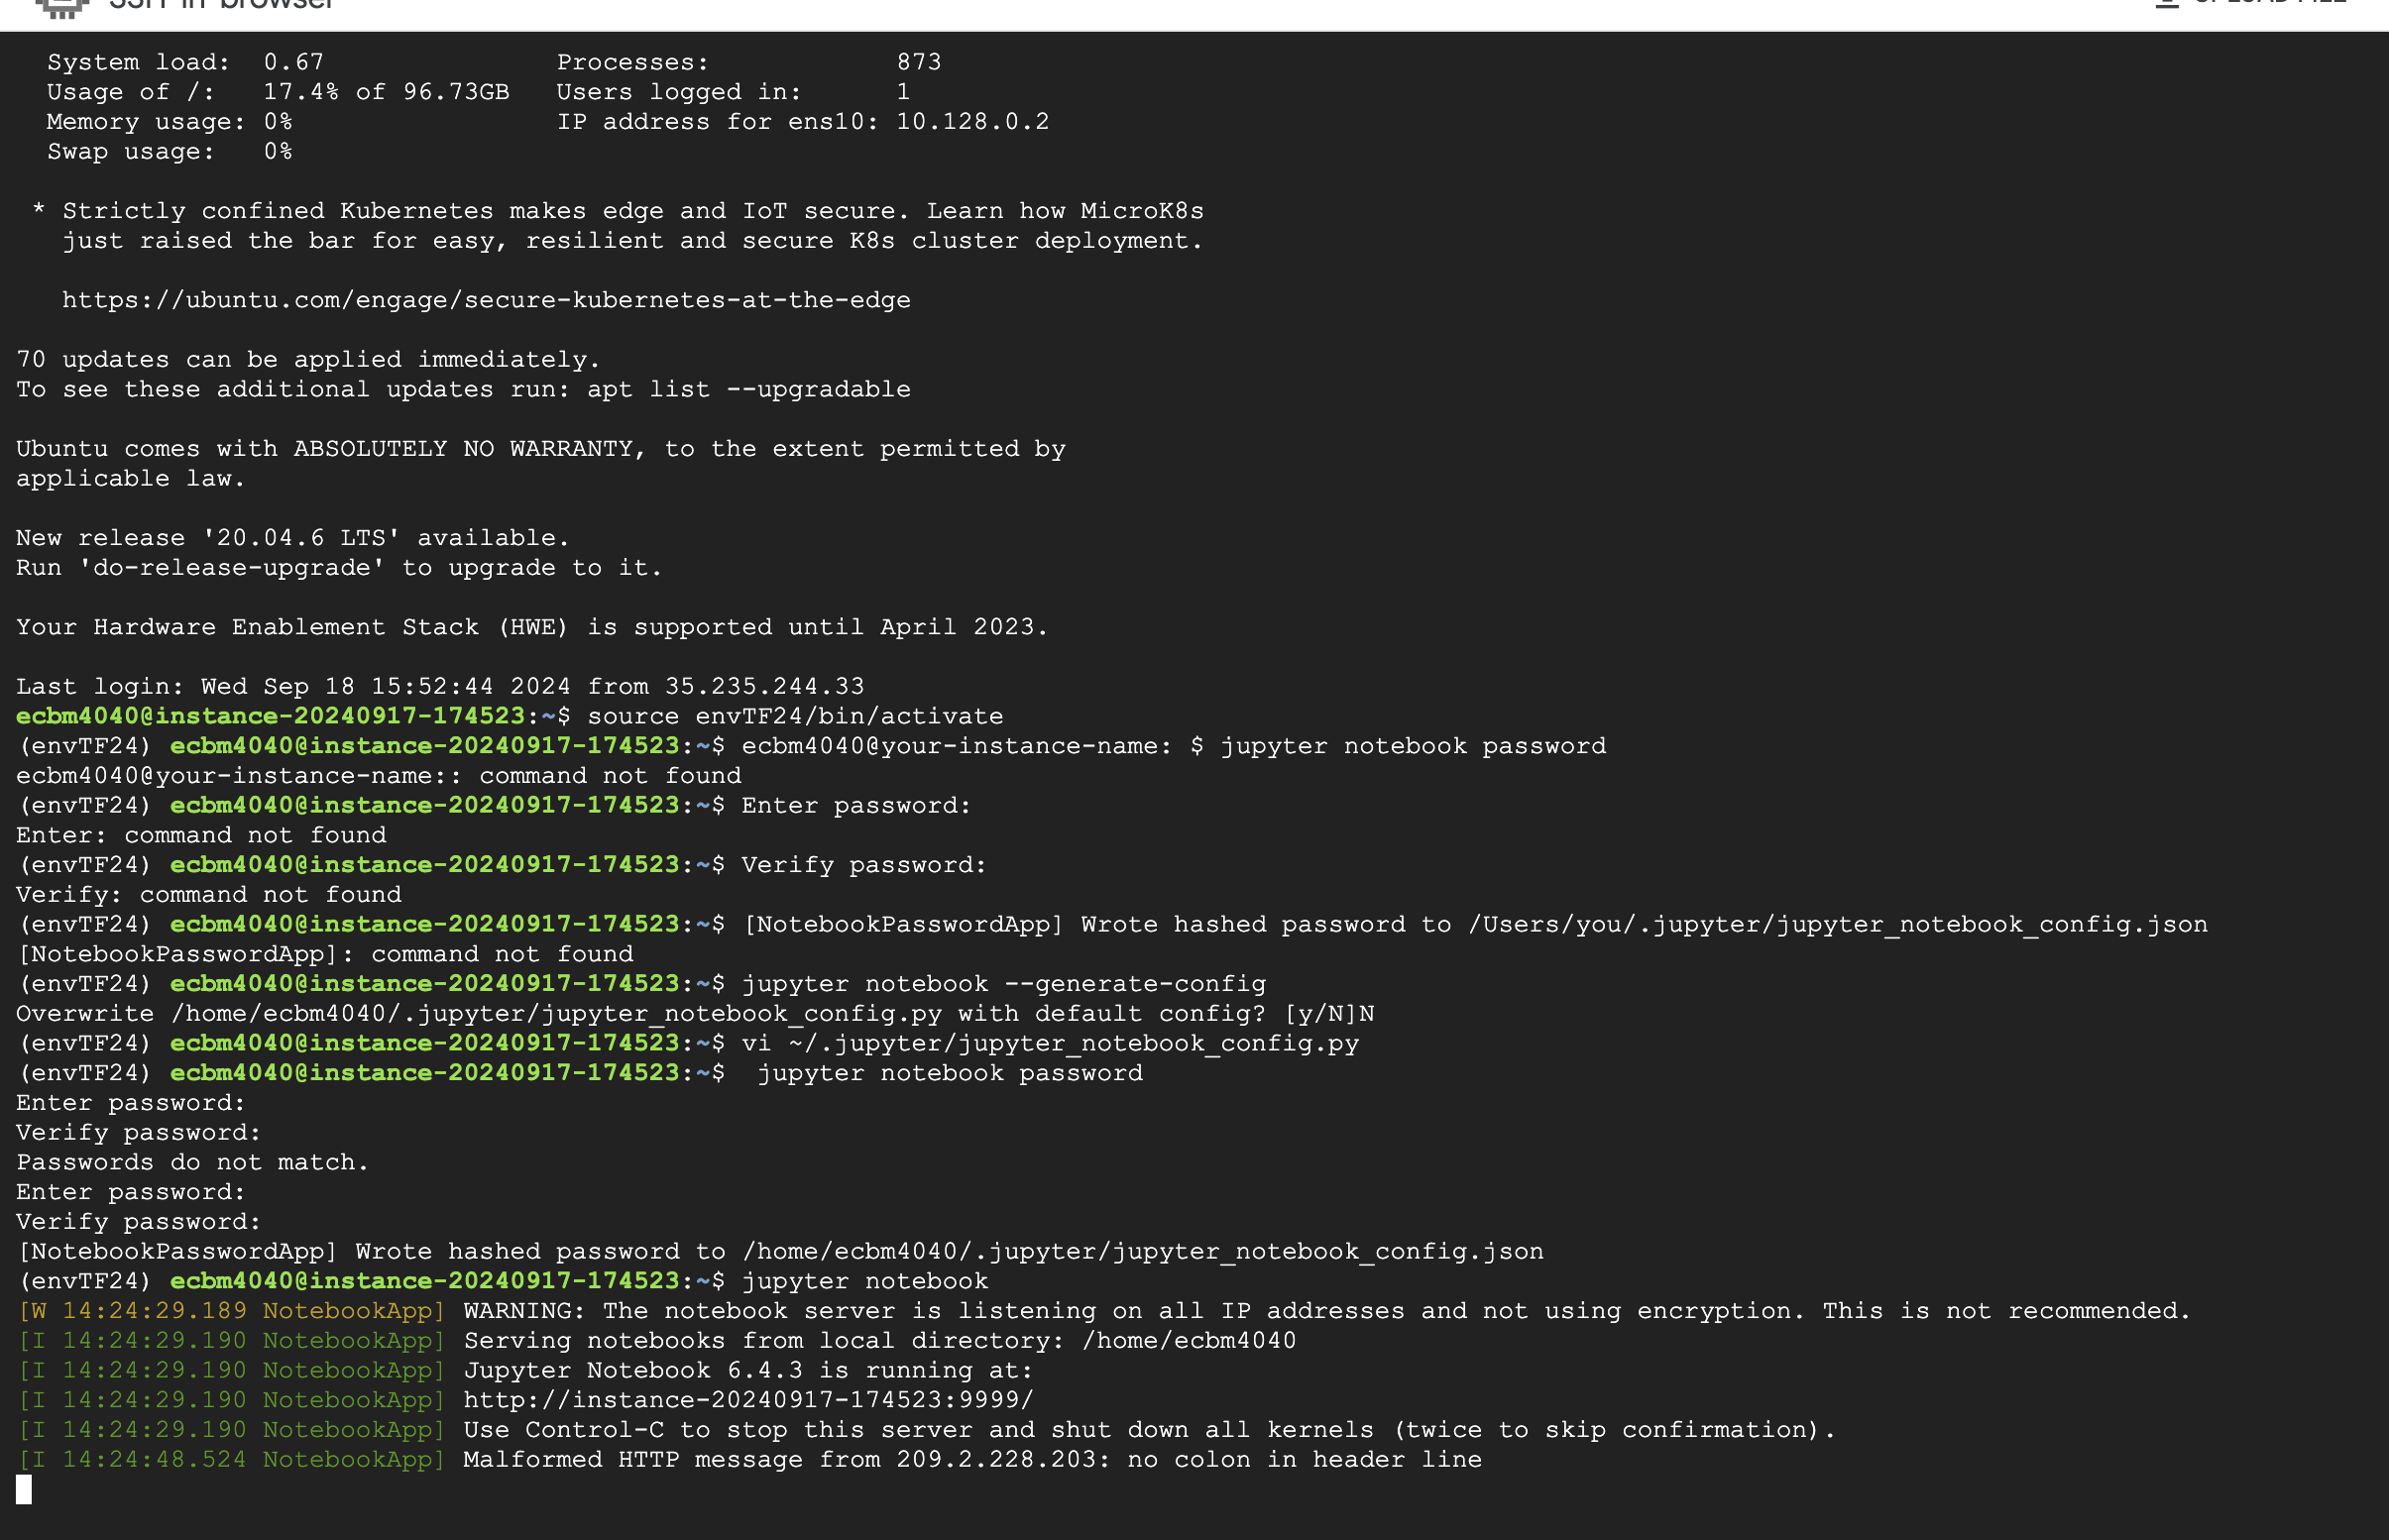 SSH-in-browser
UPLOAD FILE
System load: 0.67 Processes: 873
Usage of /: 17.4% of 96.73GB Users logged in: 1
Memory usage: 0% IP address for ens10: 10.128.0.2
Swap usage: 0%
* Strictly confined Kubernetes makes edge and IoT secure. Learn how MicroK8s
just raised the bar for easy, resilient and secure K8s cluster deployment.
https://ubuntu.com/engage/secure-kubernetes-at-the-edge
70 updates can be applied immediately.
To see these additional updates run: apt list --upgradable
Ubuntu comes with ABSOLUTELY NO WARRANTY, to the extent permitted by
applicable law.
New release '20.04.6 LTS' available.
Run 'do-release-upgrade' to upgrade to it.
Your Hardware Enablement Stack (HWE) is supported until April 2023.
Last login: Wed Sep 18 15:52:44 2024 from 35.235.244.33
ecbm4040@instance-20240917-174523:~$ source envTF24/bin/activate
(envTF24) ecbm4040@instance-20240917-174523:~$ ecbm4040@your-instance-name: $ jupyter notebook password
ecbm4040@your-instance-name:: command not found
(envTF24) ecbm4040@instance-20240917-174523:~$ Enter password:
Enter: command not found
(envTF24) ecbm4040@instance-20240917-174523:~$ Verify password:
Verify: command not found
(envTF24) ecbm4040@instance-20240917-174523:~$ [NotebookPasswordApp] Wrote hashed password to /Users/you/.jupyter/jupyter_notebook_config.json
[NotebookPasswordApp]: command not found
(envTF24) ecbm4040@instance-20240917-174523:~$ jupyter notebook --generate-config
Overwrite /home/ecbm4040/.jupyter/jupyter_notebook_config.py with default config? [y/N]N
(envTF24) ecbm4040@instance-20240917-174523:~$ vi ~/.jupyter/jupyter_notebook_config.py
(envTF24) ecbm4040@instance-20240917-174523:~$  jupyter notebook password
Enter password:
Verify password:
Passwords do not match.
Enter password:
Verify password:
[NotebookPasswordApp] Wrote hashed password to /home/ecbm4040/.jupyter/jupyter_notebook_config.json
(envTF24) ecbm4040@instance-20240917-174523:~$ jupyter notebook
[W 14:24:29.189 NotebookApp] WARNING: The notebook server is listening on all IP addresses and not using encryption. This is not recommended.
[I 14:24:29.190 NotebookApp] Serving notebooks from local directory: /home/ecbm4040
[I 14:24:29.190 NotebookApp] Jupyter Notebook 6.4.3 is running at:
[I 14:24:29.190 NotebookApp] http://instance-20240917-174523:9999/
[I 14:24:29.190 NotebookApp] Use Control-C to stop this server and shut down all kernels (twice to skip confirmation).
[I 14:24:48.524 NotebookApp] Malformed HTTP message from 209.2.228.203: no colon in header line